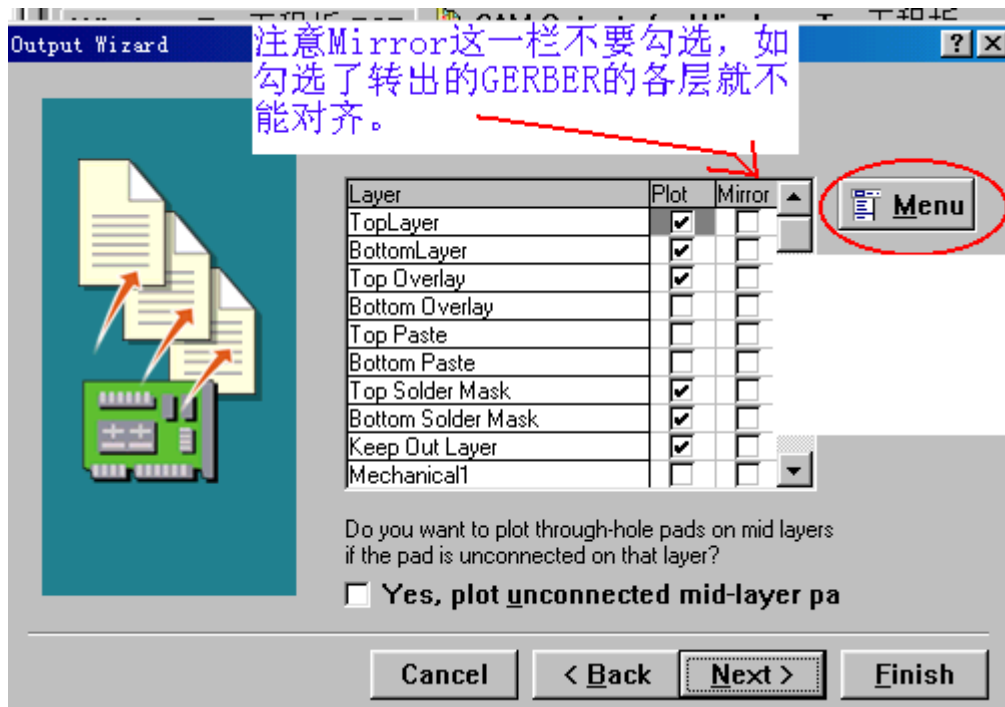 Output Wizard
注意Mirror这一栏不要勾选，如
勾选了转出的GERBER的各层就不
能对齐。
Layer Plot Mirror
TopLayer
BottomLayer
Top Overlay
Bottom Overlay
Top Paste
Bottom Paste
Top Solder Mask
Bottom Solder Mask
Keep Out Layer
Mechanical1
Menu
Do you want to plot through-hole pads on mid layers
if the pad is unconnected on that layer?
Yes, plot unconnected mid-layer pa
Cancel < Back Next > Finish